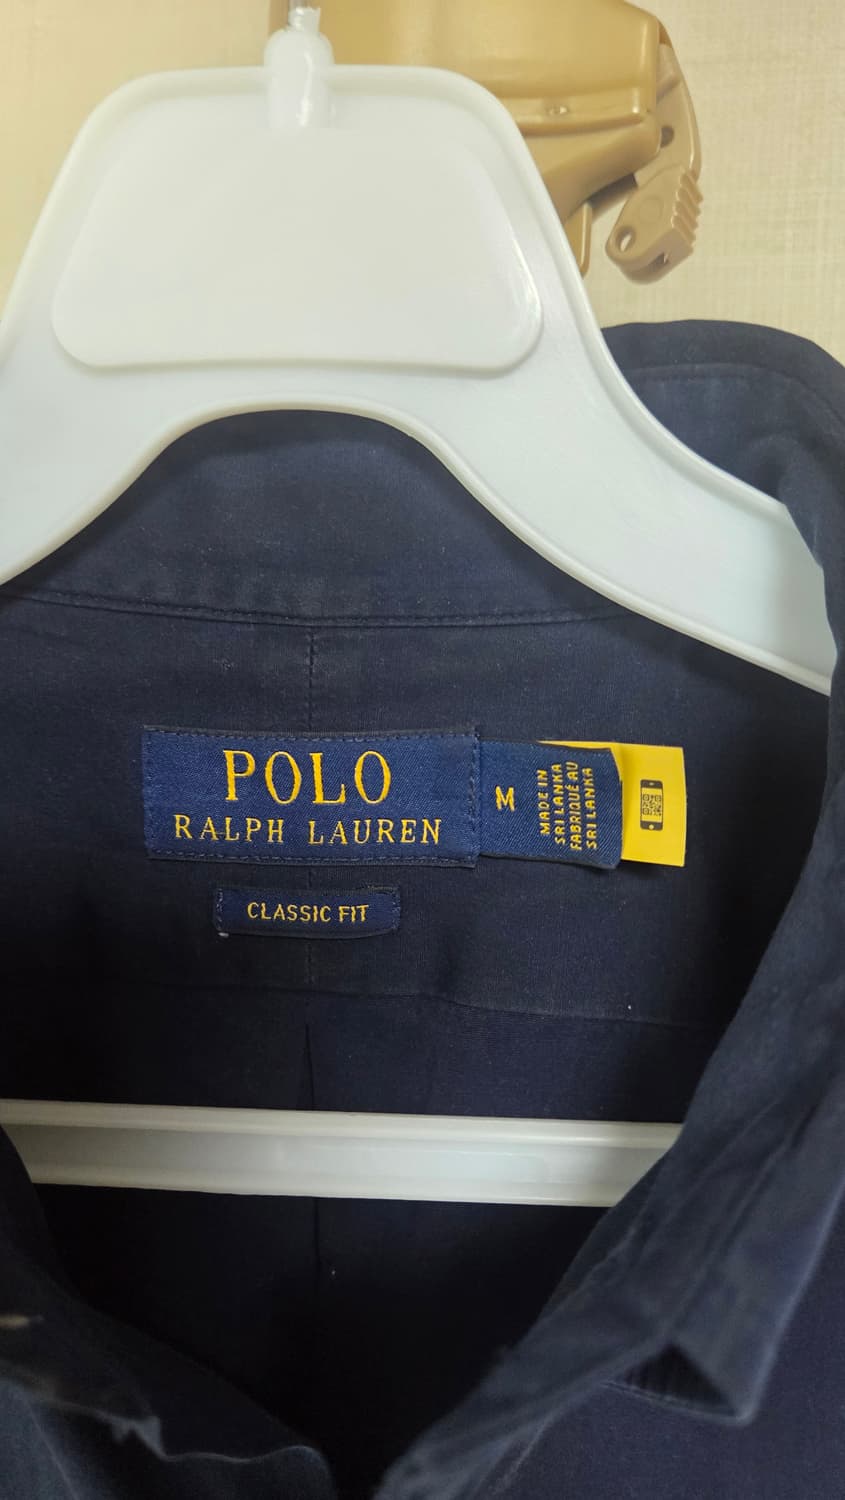 POLO
RALPH LAUREN
M
MADE IN
SRI LANKA
FABRIQUÉ AU
SRI LANKA
CLASSIC FIT